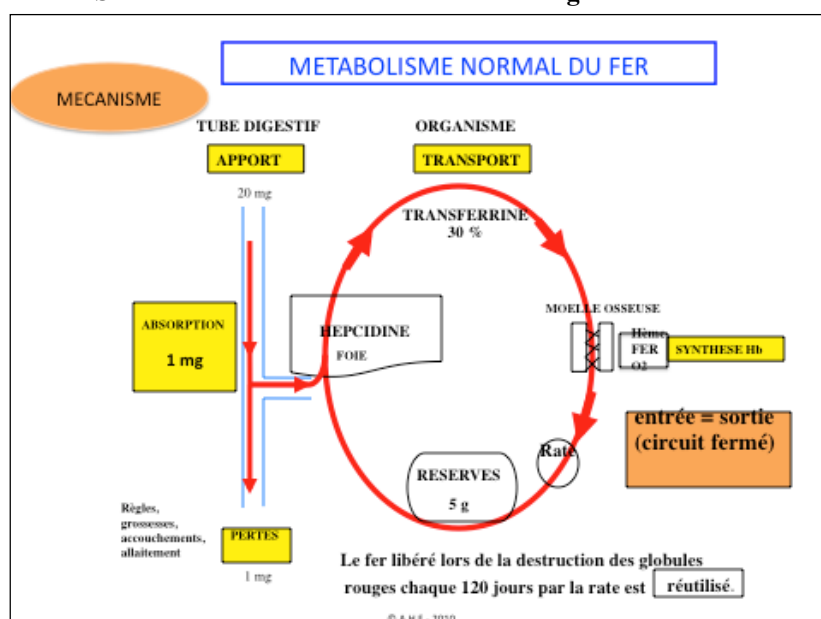 METABOLISME NORMAL DU FER
MECANISME
TUBE DIGESTIF
ORGANISME
APPORT
TRANSPORT
20 mg
TRANSFERRINE
30 %
MOELLE OSSEUSE
ABSORPTION
1 mg
HEPCIDINE
FOIE
Hème
FER
O2
SYNTHESE Hb
entrée = sortie
(circuit fermé)
Rate
RESERVES
5 g
Règles,
grossesses,
accouchements,
allaitement
PERTES
1 mg
Le fer libéré lors de la destruction des globules
rouges chaque 120 jours par la rate est réutilisé.